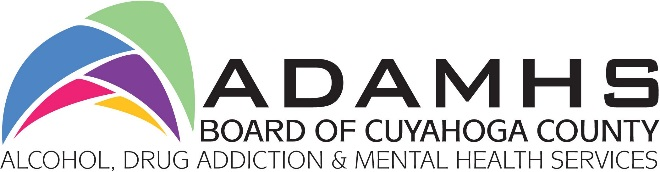 ADAMHS
BOARD OF CUYAHOGA COUNTY
ALCOHOL, DRUG ADDICTION & MENTAL HEALTH SERVICES